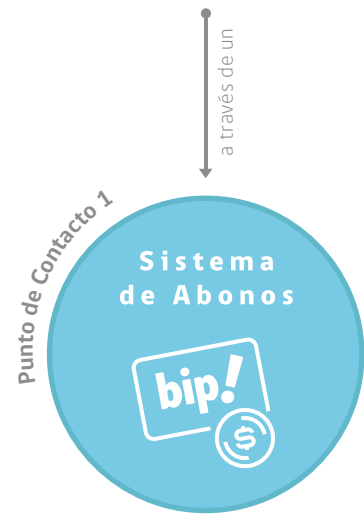 a través de un
Punto de Contacto 1
Sistema
de Abonos
bip!
$